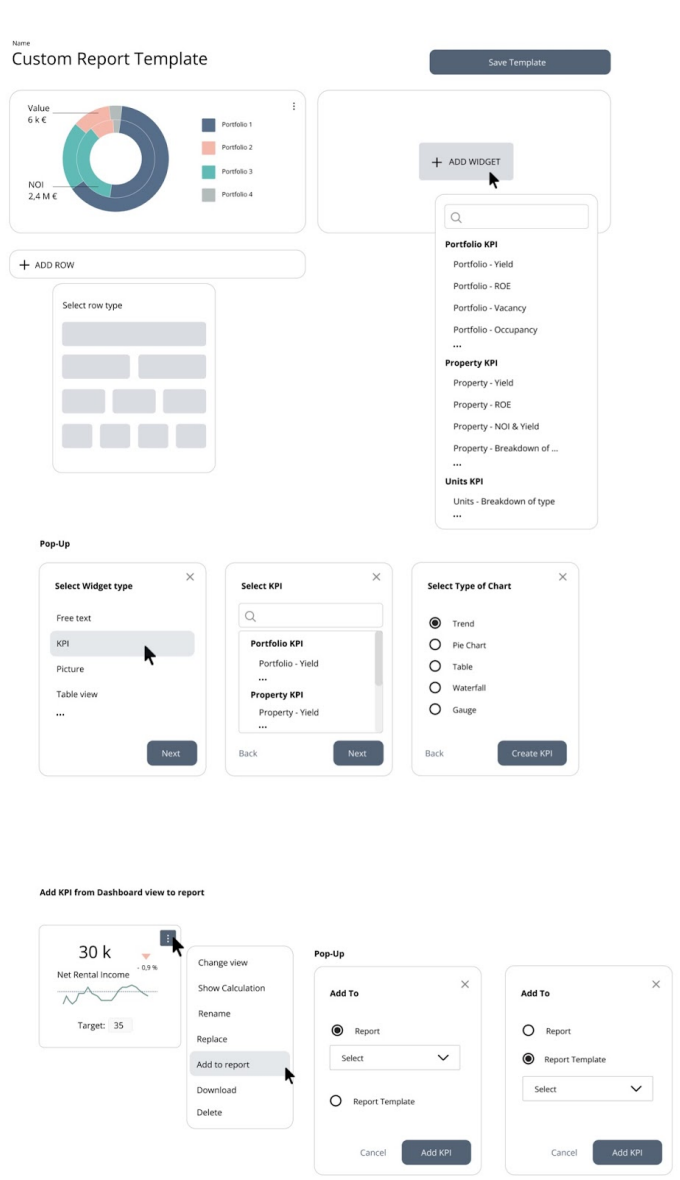 Name
Custom Report Template
Save Template
Value
6 k €
NOI
2,4 M €
Portfolio 1
Portfolio 2
Portfolio 3
Portfolio 4
+ ADD WIDGET
Portfolio KPI
Portfolio - Yield
Portfolio - ROE
Portfolio - Vacancy
Portfolio - Occupancy
...
Property KPI
Property - Yield
Property - ROE
Property - NOI & Yield
Property - Breakdown of ...
...
Units KPI
Units - Breakdown of type
...
+ ADD ROW
Select row type
Pop-Up
Select Widget type
Free text
KPI
Picture
Table view
...
Next
Select KPI
Portfolio KPI
Portfolio - Yield
...
Property KPI
Property - Yield
...
Back
Next
Select Type of Chart
Trend
Pie Chart
Table
Waterfall
Gauge
Back
Create KPI
Add KPI from Dashboard view to report
30 k
- 0,9 %
Net Rental Income
Target: 35
Change view
Show Calculation
Rename
Replace
Add to report
Download
Delete
Pop-Up
Add To
Report
Select
Report Template
Cancel
Add KPI
Add To
Report
Report Template
Select
Cancel
Add KPI